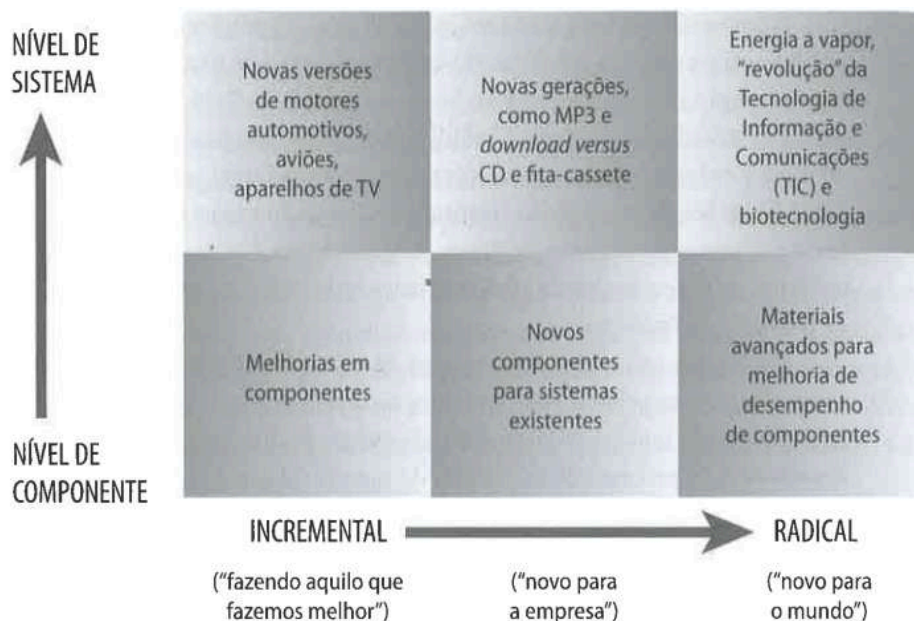 NÍVEL DE
SISTEMA
Novas versões
de motores
automotivos,
aviões,
aparelhos de TV
Novas gerações,
como MP3 e
download versus
CD e fita-cassete
Energia a vapor,
"revolução" da
Tecnologia de
Informação e
Comunicações
(TIC) e
biotecnologia
Melhorias em
componentes
Novos
componentes
para sistemas
existentes
Materiais
avançados para
melhoria de
desempenho
de componentes
NÍVEL DE
COMPONENTE
INCREMENTAL
RADICAL
("fazendo aquilo que
fazemos melhor")
("novo para
a empresa")
("novo para
o mundo")